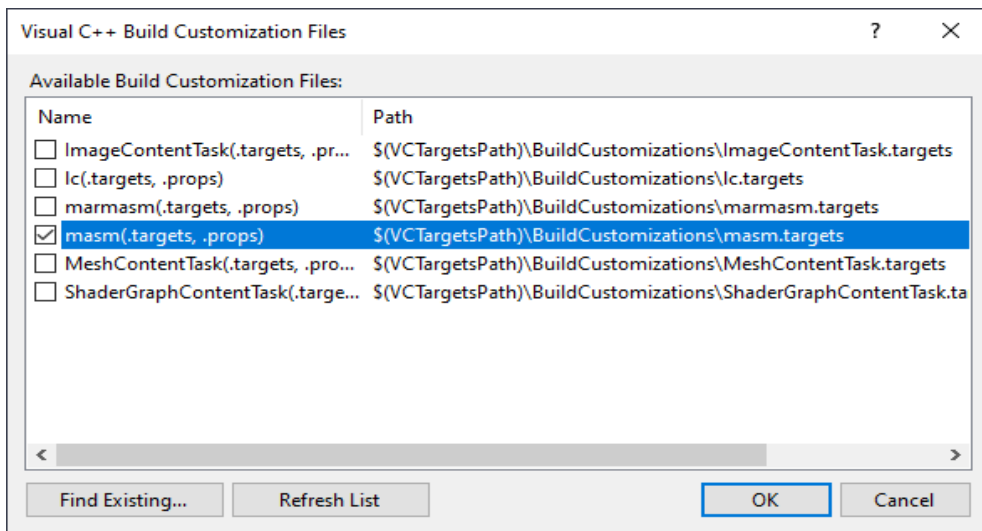 Visual C++ Build Customization Files ?
Available Build Customization Files:
Name Path
ImageContentTask(.targets, .pr... $(VCTargetsPath)\BuildCustomizations\ImageContentTask.targets
lc(.targets, .props) $(VCTargetsPath)\BuildCustomizations\lc.targets
marmasm(.targets, .props) $(VCTargetsPath)\BuildCustomizations\marmasm.targets
masm(.targets, .props) $(VCTargetsPath)\BuildCustomizations\masm.targets
MeshContentTask(.targets, .pro... $(VCTargetsPath)\BuildCustomizations\MeshContentTask.targets
ShaderGraphContentTask(.targe... $(VCTargetsPath)\BuildCustomizations\ShaderGraphContentTask.ta
Find Existing... Refresh List OK Cancel